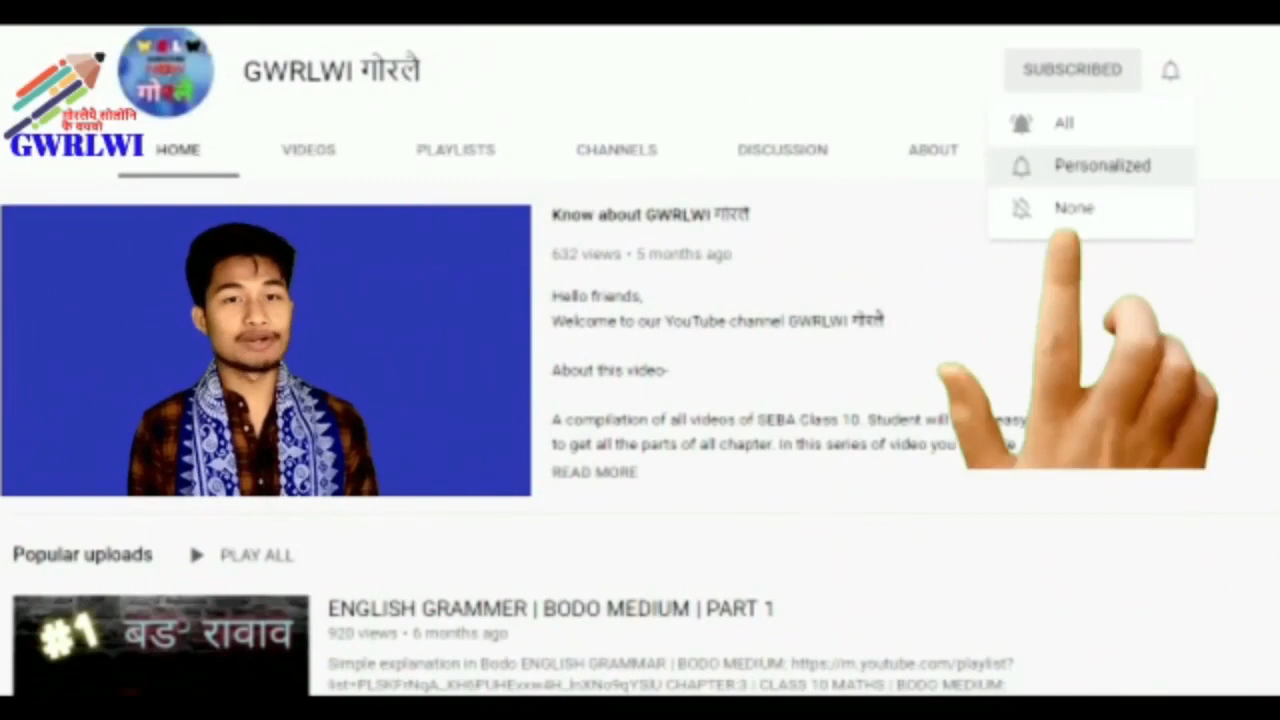 GWRLWI गोरलै
SUBSCRIBED
गोरलै
गोरलैयै सोलोंनि
GWRLWI
HOME
VIDEOS
PLAYLISTS
CHANNELS
DISCUSSION
ABOUT
All
Personalized
None
Know about GWRLWI गोरलै
632 views • 5 months ago
Hello friends,
Welcome to our YouTube channel GWRLWI गोरलै
About this video-
A compilation of all videos of SEBA Class 10. Student will easy
to get all the parts of all chapter. In this series of video you
READ MORE
Popular uploads
PLAY ALL
#1 बड' रावाव
ENGLISH GRAMMER | BODO MEDIUM | PART 1
920 views • 6 months ago
Simple explanation in Bodo ENGLISH GRAMMAR | BODO MEDIUM: https://m.youtube.com/playlist?
CHAPTER:3 | CLASS 10 MATHS | BODO MEDIUM: